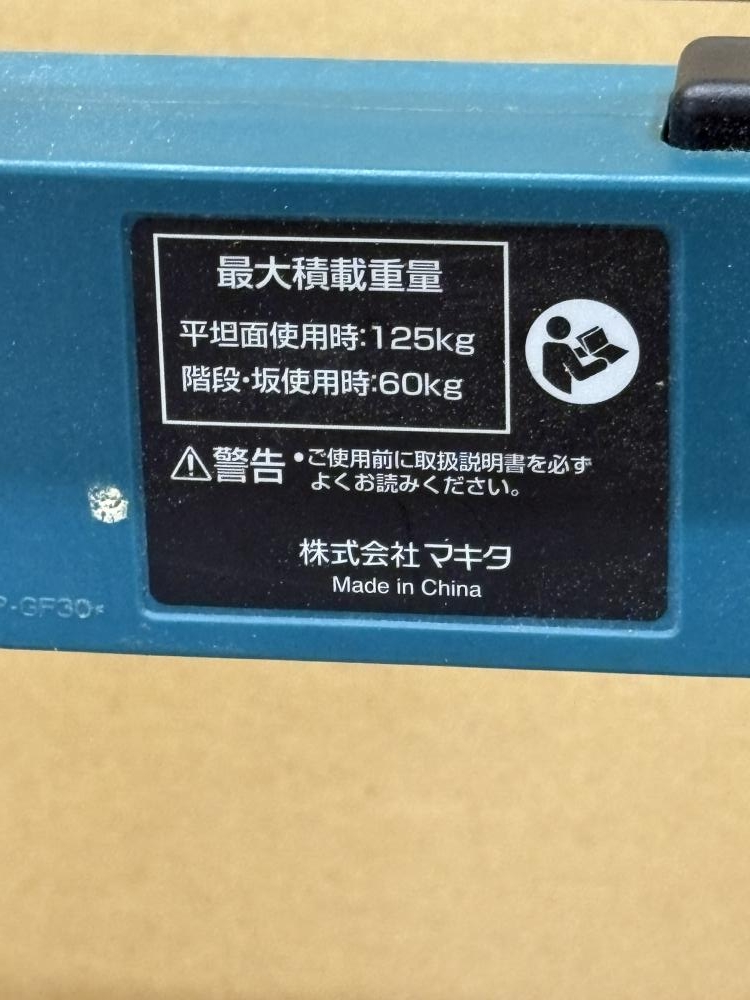 最大積載重量
平坦面使用時:125kg
階段・坂使用時:60kg
警告 •ご使用前に取扱説明書を必ず
よくお読みください。
株式会社マキタ
Made in China
P-GF30<